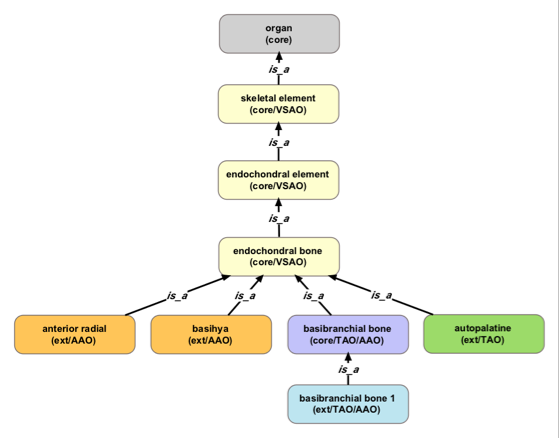 organ
(core)
is_a
skeletal element
(core/VSAO)
is_a
endochondral element
(core/VSAO)
is_a
endochondral bone
(core/VSAO)
is_a is_a is_a is_a
anterior radial
(ext/AAO)
basihya
(ext/AAO)
basibranchial bone
(core/TAO/AAO)
autopalatine
(ext/TAO)
is_a
basibranchial bone 1
(ext/TAO/AAO)